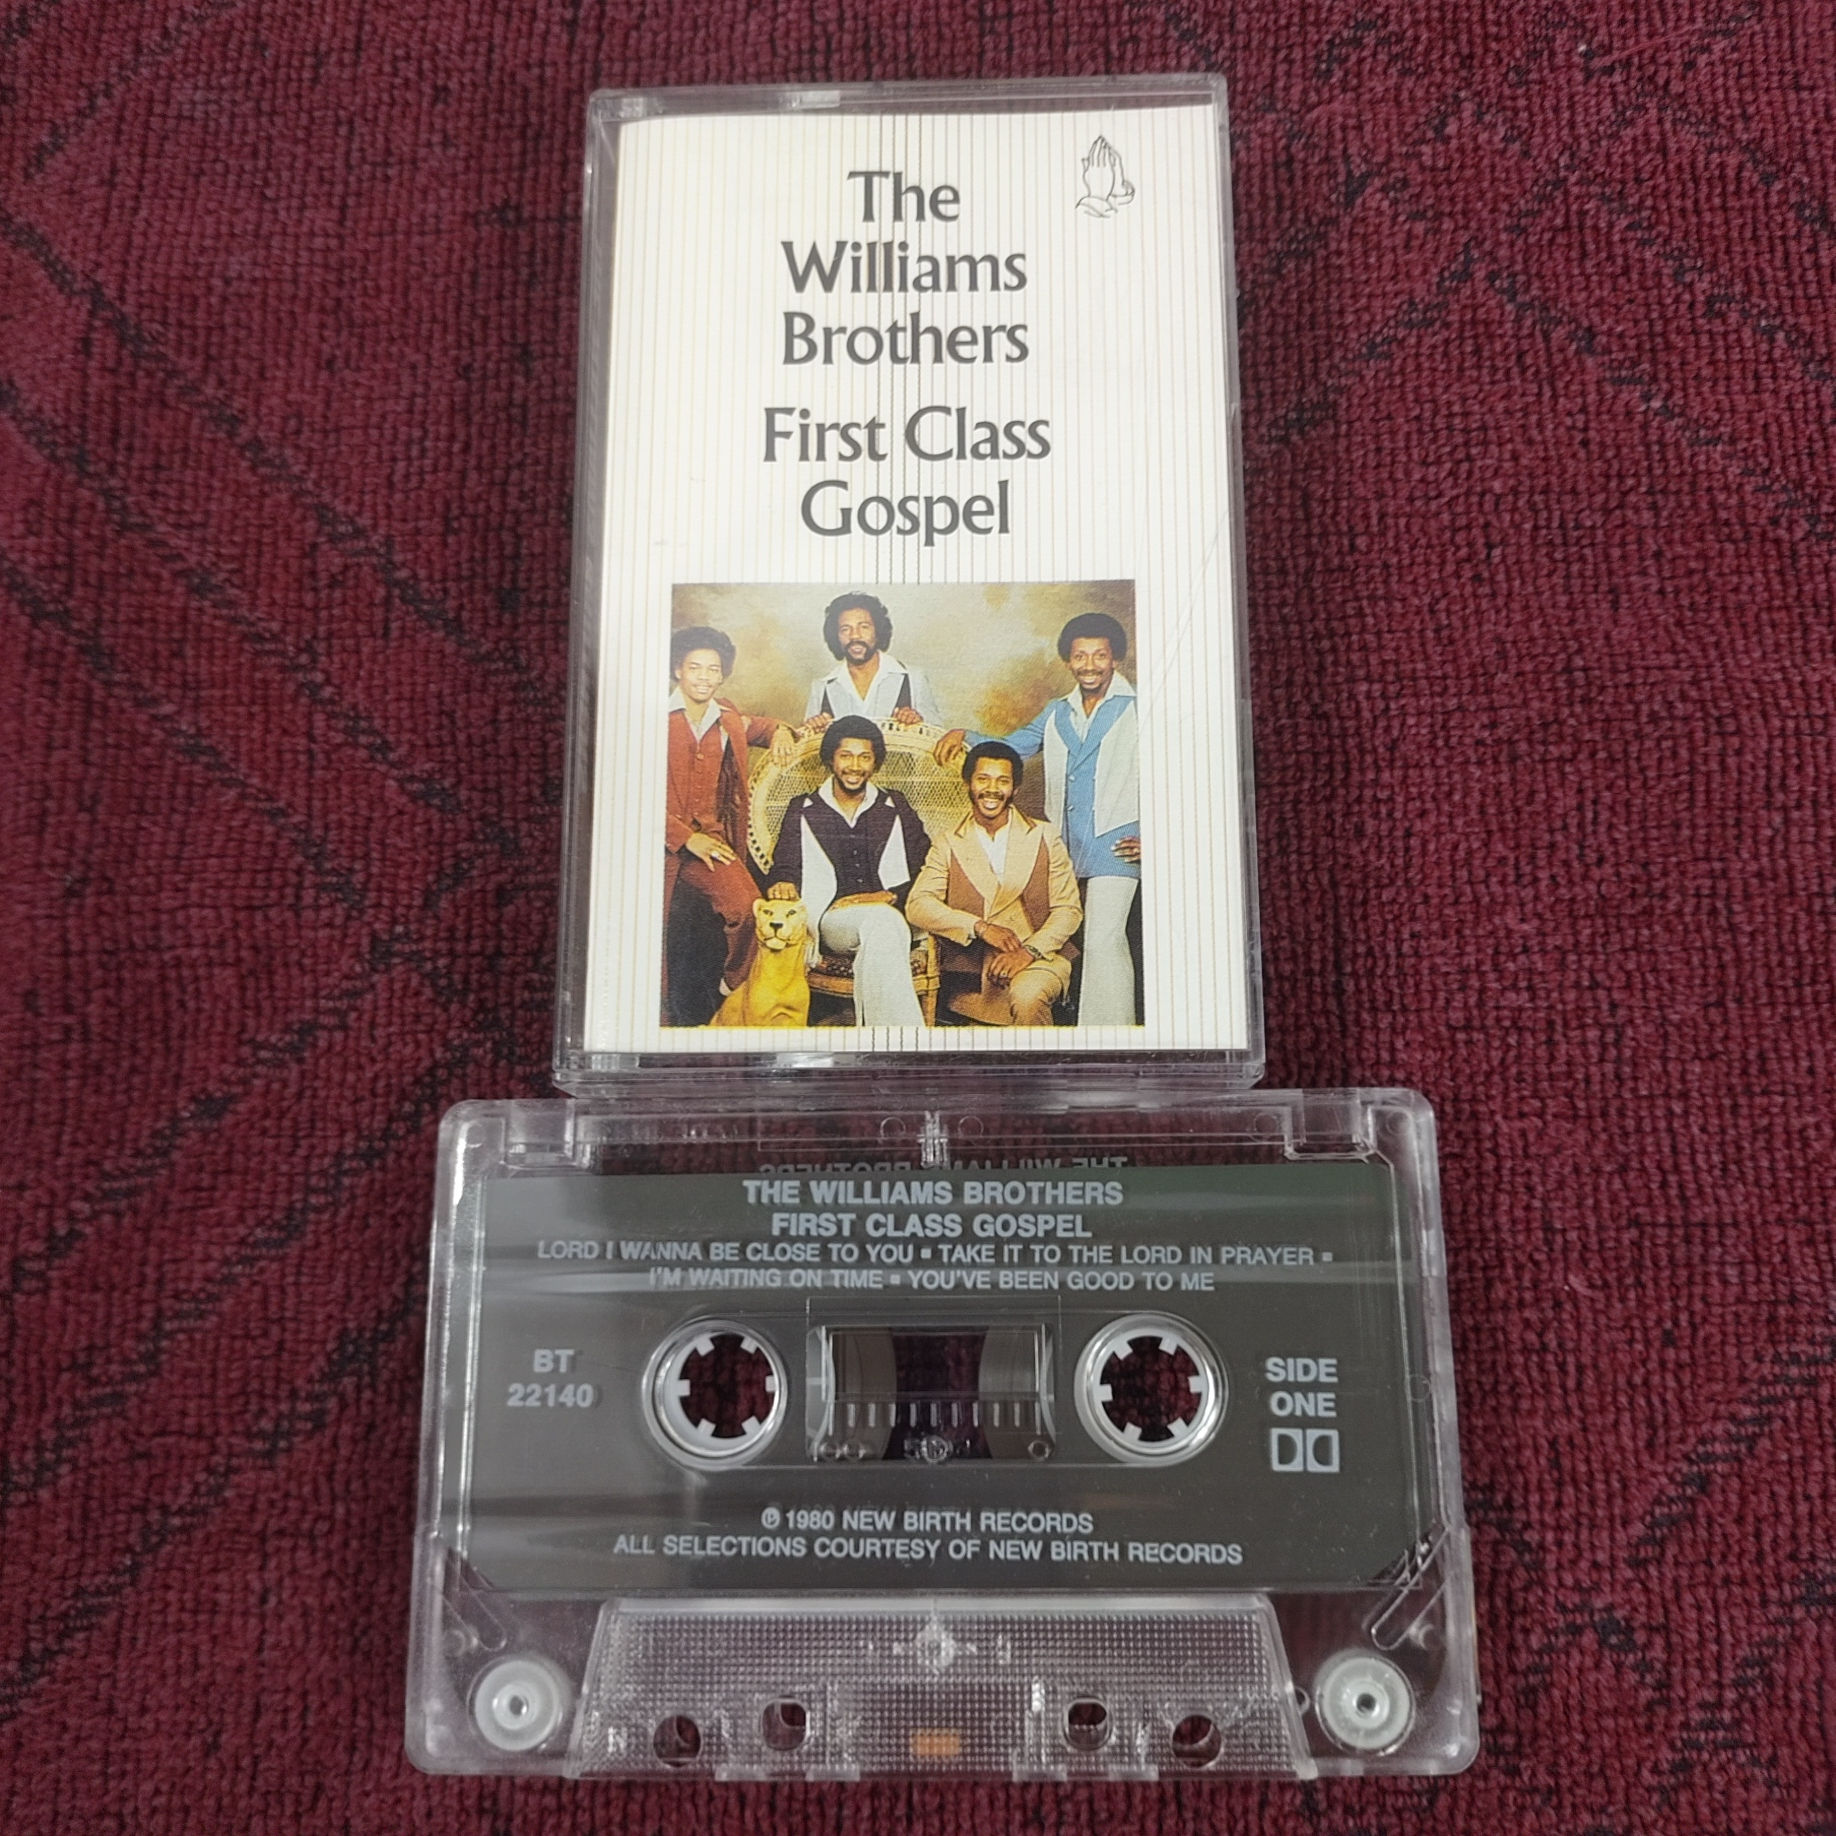 The
Williams
Brothers
First Class
Gospel
THE WILLIAMS BROTHERS
FIRST CLASS GOSPEL
LORD I WANNA BE CLOSE TO YOU ▪ TAKE IT TO THE LORD IN PRAYER ▪
I'M WAITING ON TIME ▪ YOU'VE BEEN GOOD TO ME
BT
22140
SIDE
ONE
℗ 1980 NEW BIRTH RECORDS
ALL SELECTIONS COURTESY OF NEW BIRTH RECORDS